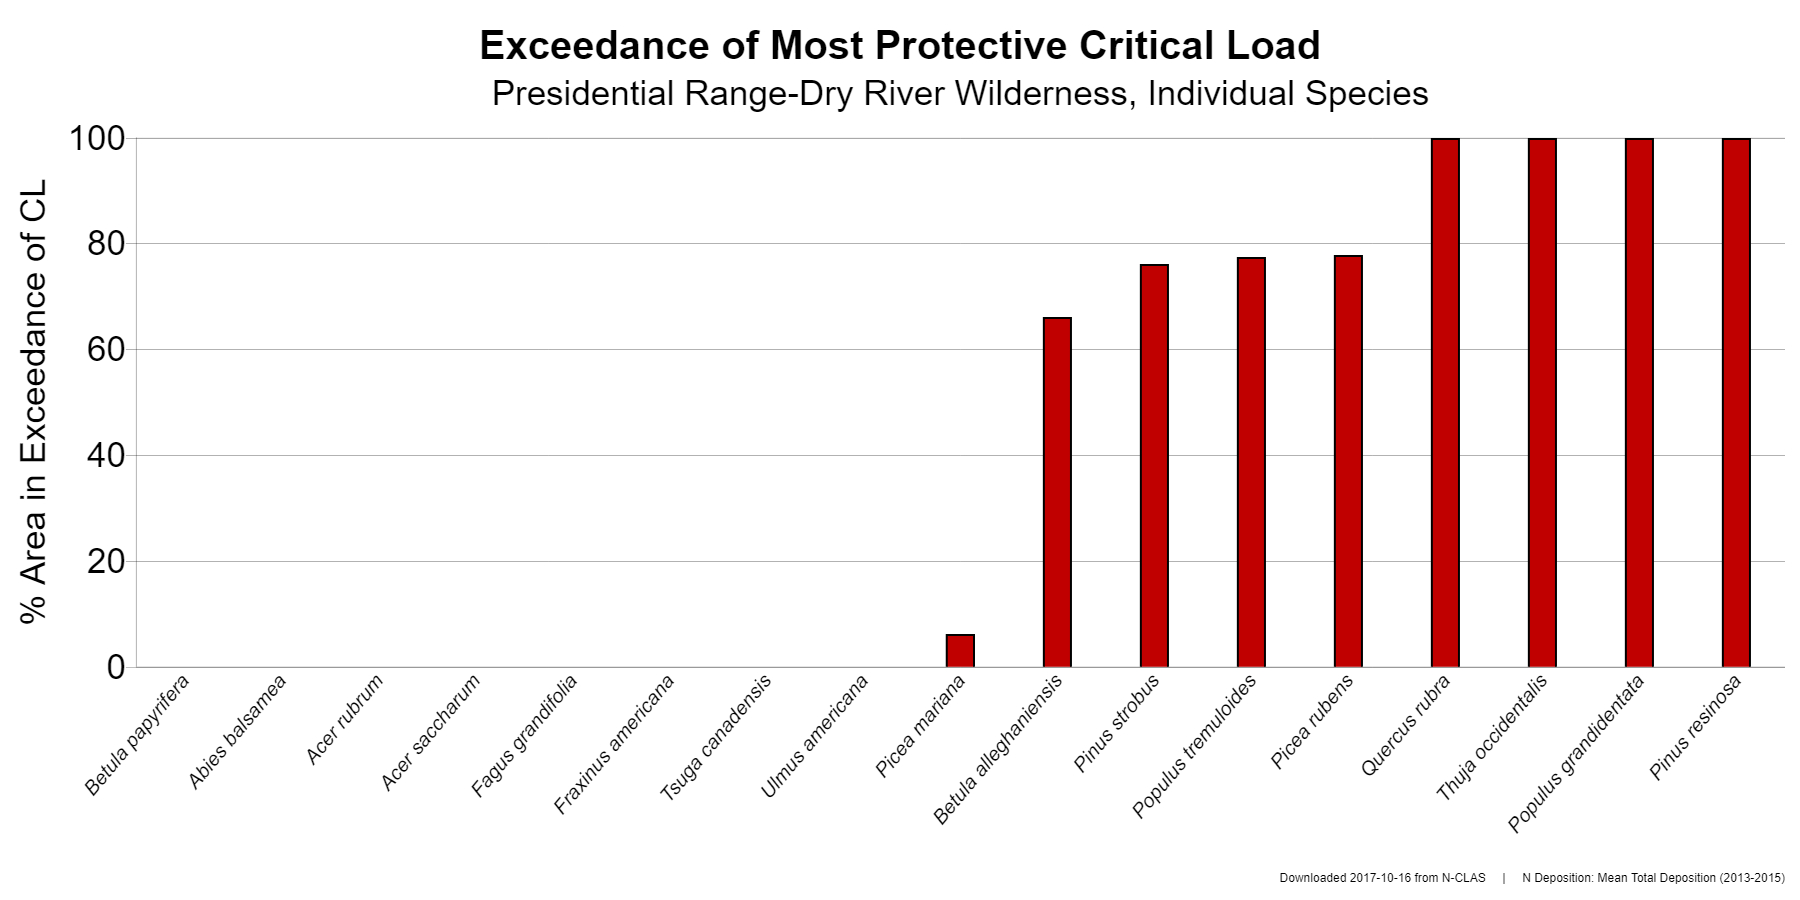 Exceedance of Most Protective Critical Load
Presidential Range-Dry River Wilderness, Individual Species
% Area in Exceedance of CL
100
80
60
40
20
0
Betula papyrifera
Abies balsamea
Acer rubrum
Acer saccharum
Fagus grandifolia
Fraxinus americana
Tsuga canadensis
Ulmus americana
Picea mariana
Betula alleghaniensis
Pinus strobus
Populus tremuloides
Picea rubens
Quercus rubra
Thuja occidentalis
Populus grandidentata
Pinus resinosa
Downloaded 2017-10-16 from N-CLAS | N Deposition: Mean Total Deposition (2013-2015)